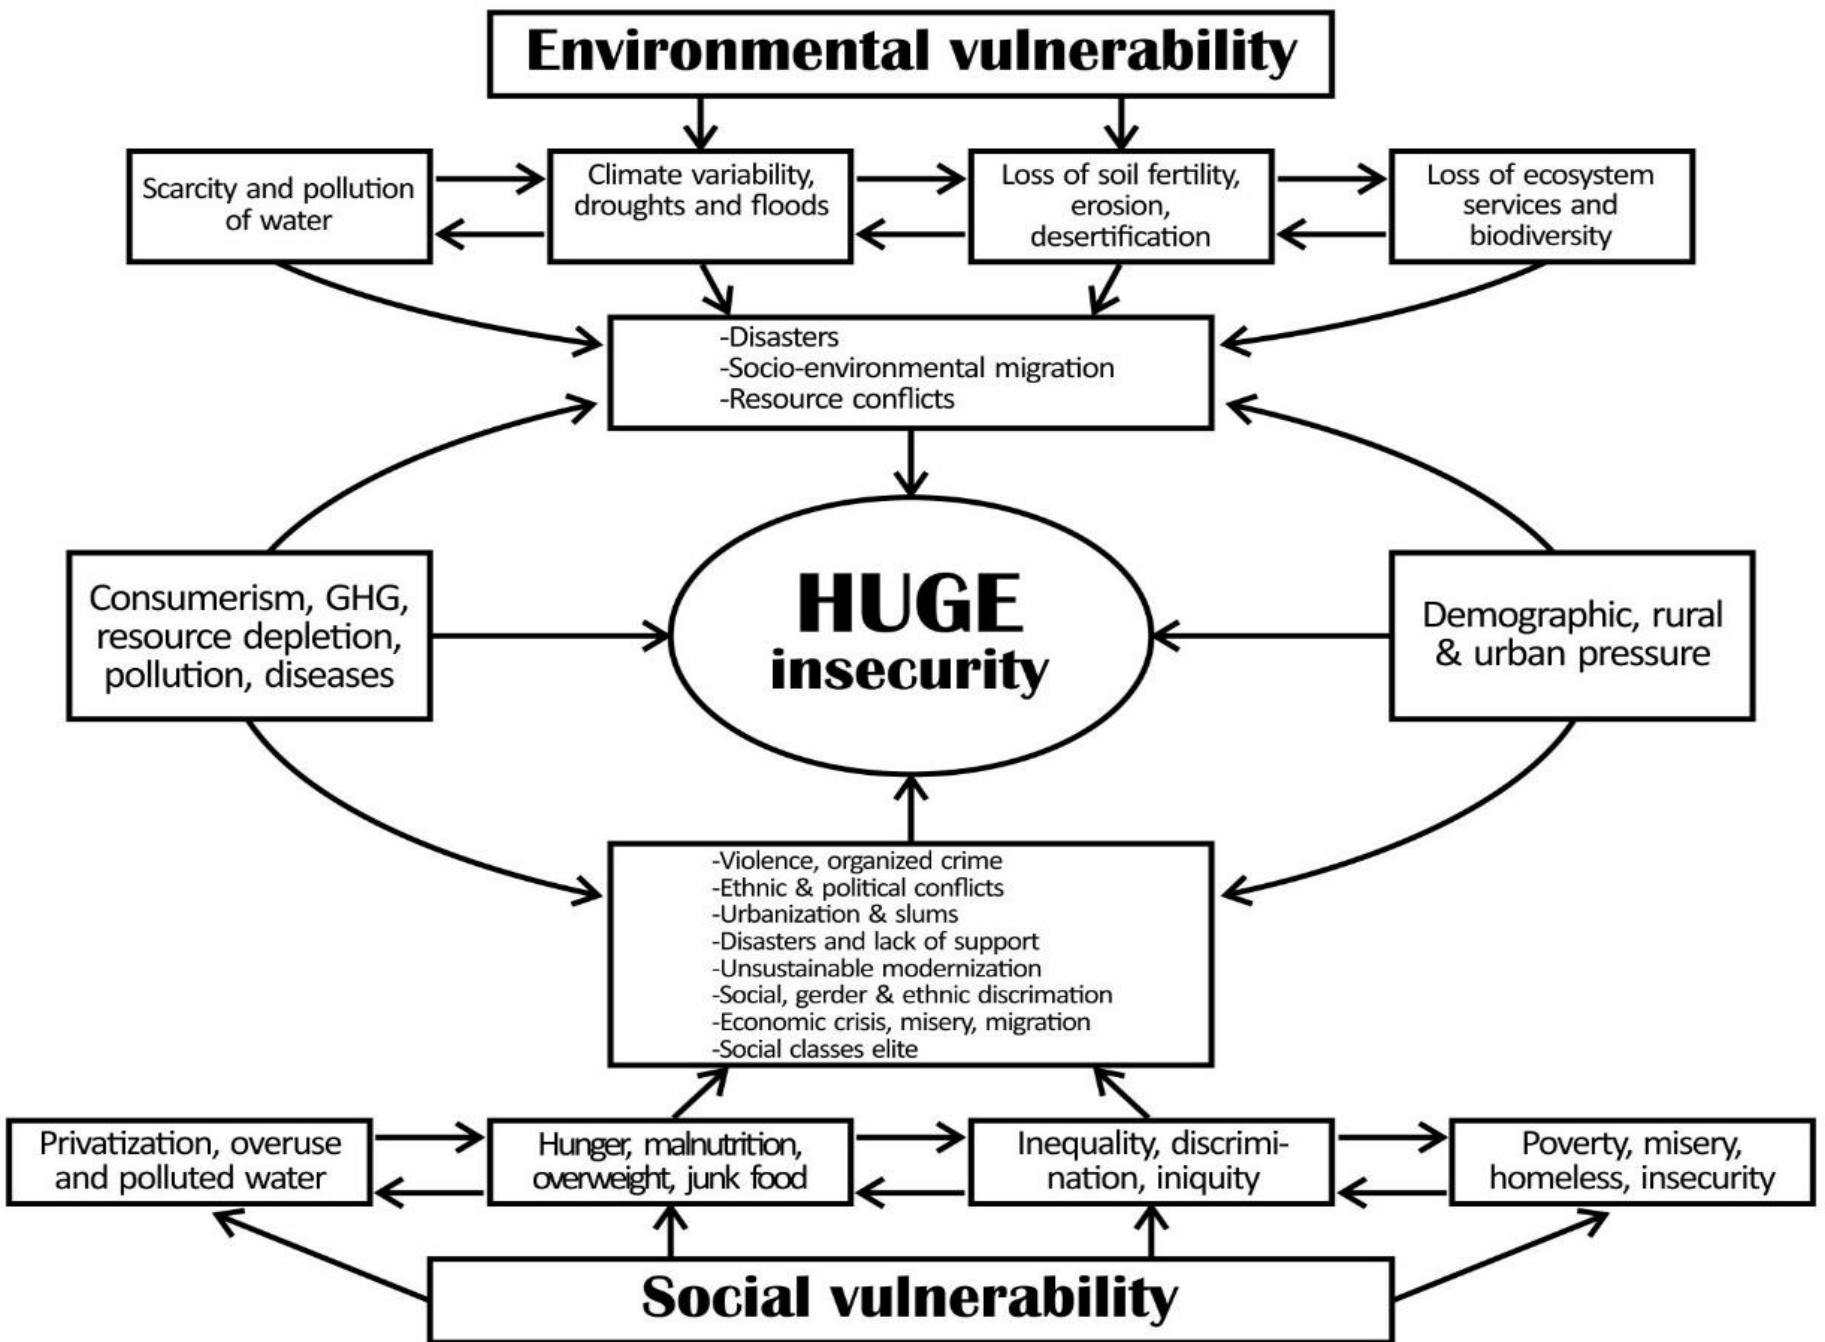 Environmental vulnerability
Scarcity and pollution
of water
Climate variability,
droughts and floods
Loss of soil fertility,
erosion,
desertification
Loss of ecosystem
services and
biodiversity
-Disasters
-Socio-environmental migration
-Resource conflicts
Consumerism, GHG,
resource depletion,
pollution, diseases
HUGE
insecurity
Demographic, rural
& urban pressure
-Violence, organized crime
-Ethnic & political conflicts
-Urbanization & slums
-Disasters and lack of support
-Unsustainable modernization
-Social, gerder & ethnic discrimation
-Economic crisis, misery, migration
-Social classes elite
Privatization, overuse
and polluted water
Hunger, malnutrition,
overweight, junk food
Inequality, discrimi-
nation, iniquity
Poverty, misery,
homeless, insecurity
Social vulnerability